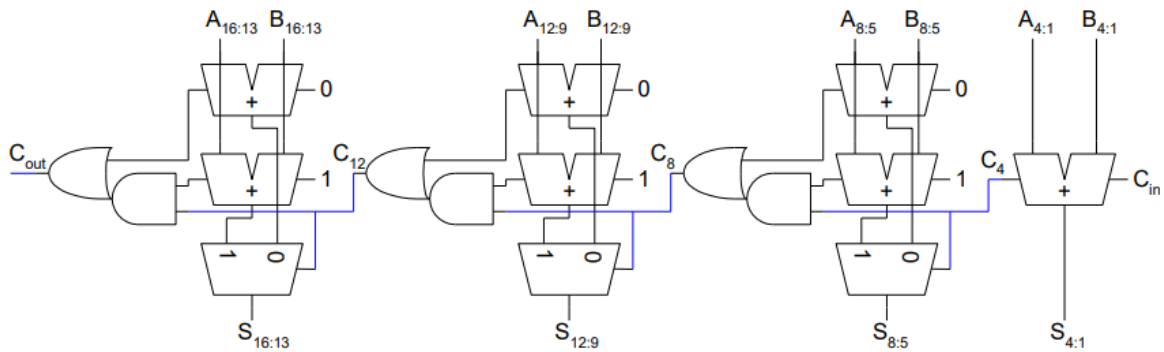 A16:13 B16:13 A12:9 B12:9 A8:5 B8:5 A4:1 B4:1
0 0 0
+ + +
Cout C12 C8 C4
1 1 1 Cin
+ + + +
1 0 1 0 1 0
S16:13 S12:9 S8:5 S4:1